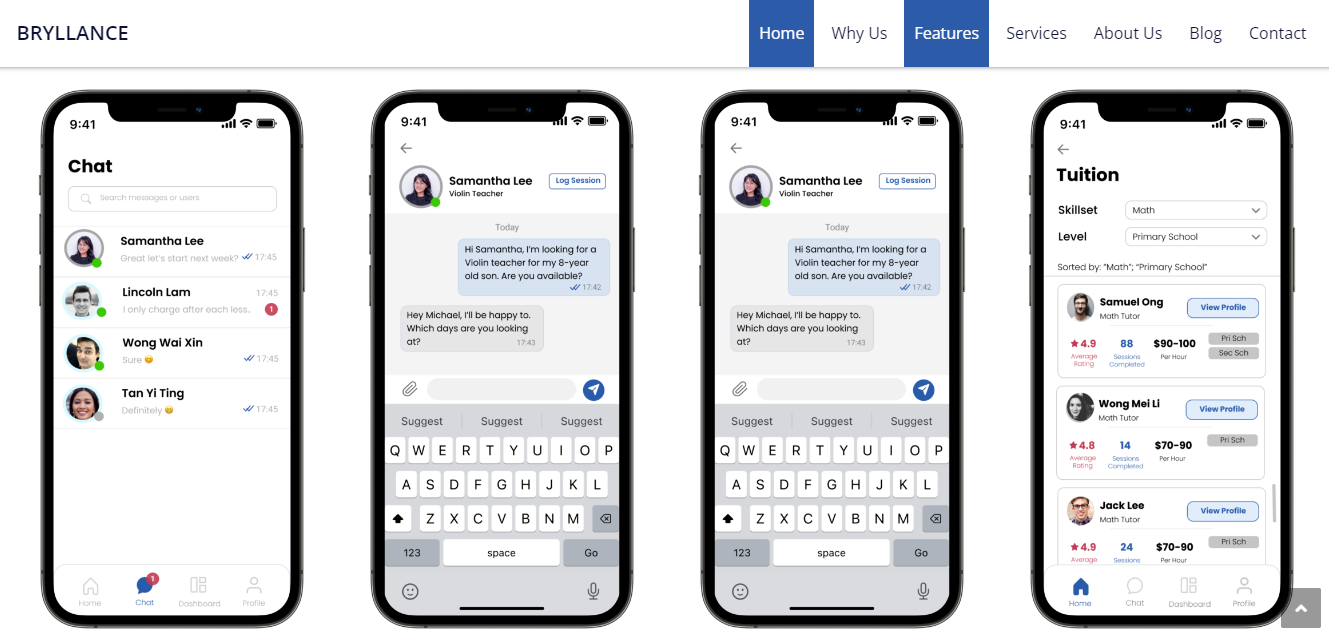 BRYLLANCE
Home Why Us Features Services About Us Blog Contact
9:41
Chat
Search messages or users
Samantha Lee
Great let's start next week? 17:45
Lincoln Lam 17:45
I only charge after each less.. 1
Wong Wai Xin
Sure 😄 17:45
Tan Yi Ting
Definitely 😄 17:45
1
Home Chat Dashboard Profile
9:41
Samantha Lee
Violin Teacher
Log Session
Today
Hi Samantha, I'm looking for a
Violin teacher for my 8-year
old son. Are you available?
17:42
Hey Michael, I'll be happy to.
Which days are you looking
at? 17:43
Suggest Suggest Suggest
Q W E R T Y U I O P
A S D F G H J K L
Z X C V B N M
123 space Go
9:41
Samantha Lee
Violin Teacher
Log Session
Today
Hi Samantha, I'm looking for a
Violin teacher for my 8-year
old son. Are you available?
17:42
Hey Michael, I'll be happy to.
Which days are you looking
at? 17:43
Suggest Suggest Suggest
Q W E R T Y U I O P
A S D F G H J K L
Z X C V B N M
123 space Go
9:41
Tuition
Skillset Math
Level Primary School
Sorted by: "Math"; "Primary School"
Samuel Ong
Math Tutor
View Profile
4.9 88 $90-100 Pri Sch
Average Sessions Per Hour Sec Sch
Rating Completed
Wong Mei Li
Math Tutor
View Profile
4.8 14 $70-90 Pri Sch
Average Sessions Per Hour
Rating Completed
Jack Lee
Math Tutor
View Profile
4.9 24 $70-90 Pri Sch
Average Sessions Per Hour
Home Chat Dashboard Profile